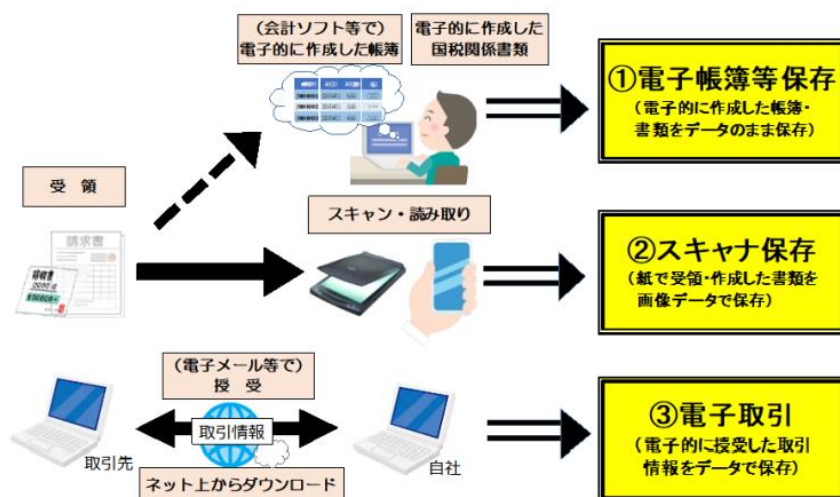 (会計ソフト等で)
電子的に作成した帳簿
電子的に作成した
国税関係書類
①電子帳簿等保存
(電子的に作成した帳簿・
書類をデータのまま保存)
受 領
請求書
領収書
スキャン・読み取り
②スキャナ保存
(紙で受領・作成した書類を
画像データで保存)
(電子メール等で)
授 受
取引情報
取引先
自社
ネット上からダウンロード
③電子取引
(電子的に授受した取引
情報をデータで保存)